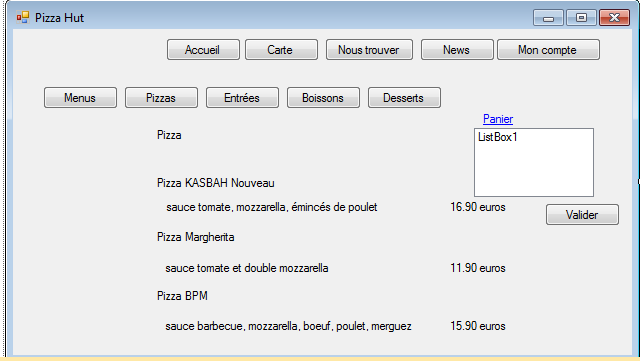 Pizza Hut
Accueil Carte Nous trouver News Mon compte
Menus Pizzas Entrées Boissons Desserts
Panier
Pizza
ListBox1
Pizza KASBAH Nouveau
sauce tomate, mozzarella, émincés de poulet 16.90 euros
Valider
Pizza Margherita
sauce tomate et double mozzarella 11.90 euros
Pizza BPM
sauce barbecue, mozzarella, boeuf, poulet, merguez 15.90 euros